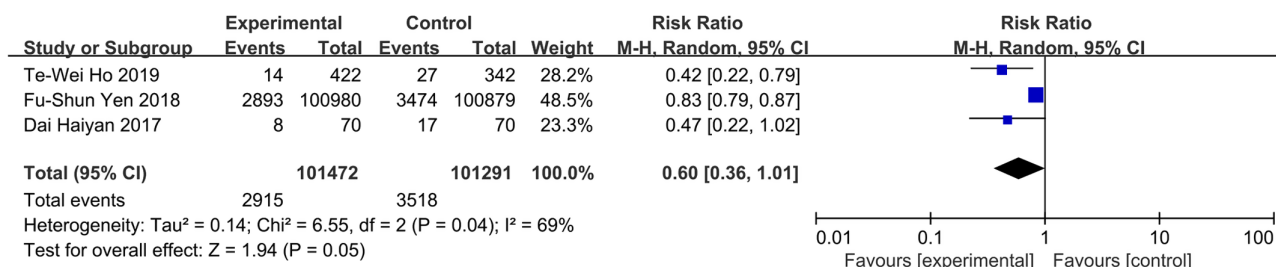 Experimental Control Risk Ratio Risk Ratio
Study or Subgroup Events Total Events Total Weight M-H, Random, 95% CI M-H, Random, 95% CI
Te-Wei Ho 2019 14 422 27 342 28.2% 0.42 [0.22, 0.79]
Fu-Shun Yen 2018 2893 100980 3474 100879 48.5% 0.83 [0.79, 0.87]
Dai Haiyan 2017 8 70 17 70 23.3% 0.47 [0.22, 1.02]
Total (95% CI) 101472 101291 100.0% 0.60 [0.36, 1.01]
Total events 2915 3518
Heterogeneity: Tau² = 0.14; Chi² = 6.55, df = 2 (P = 0.04); I² = 69%
Test for overall effect: Z = 1.94 (P = 0.05)
0.01 0.1 1 10 100
Favours [experimental] Favours [control]